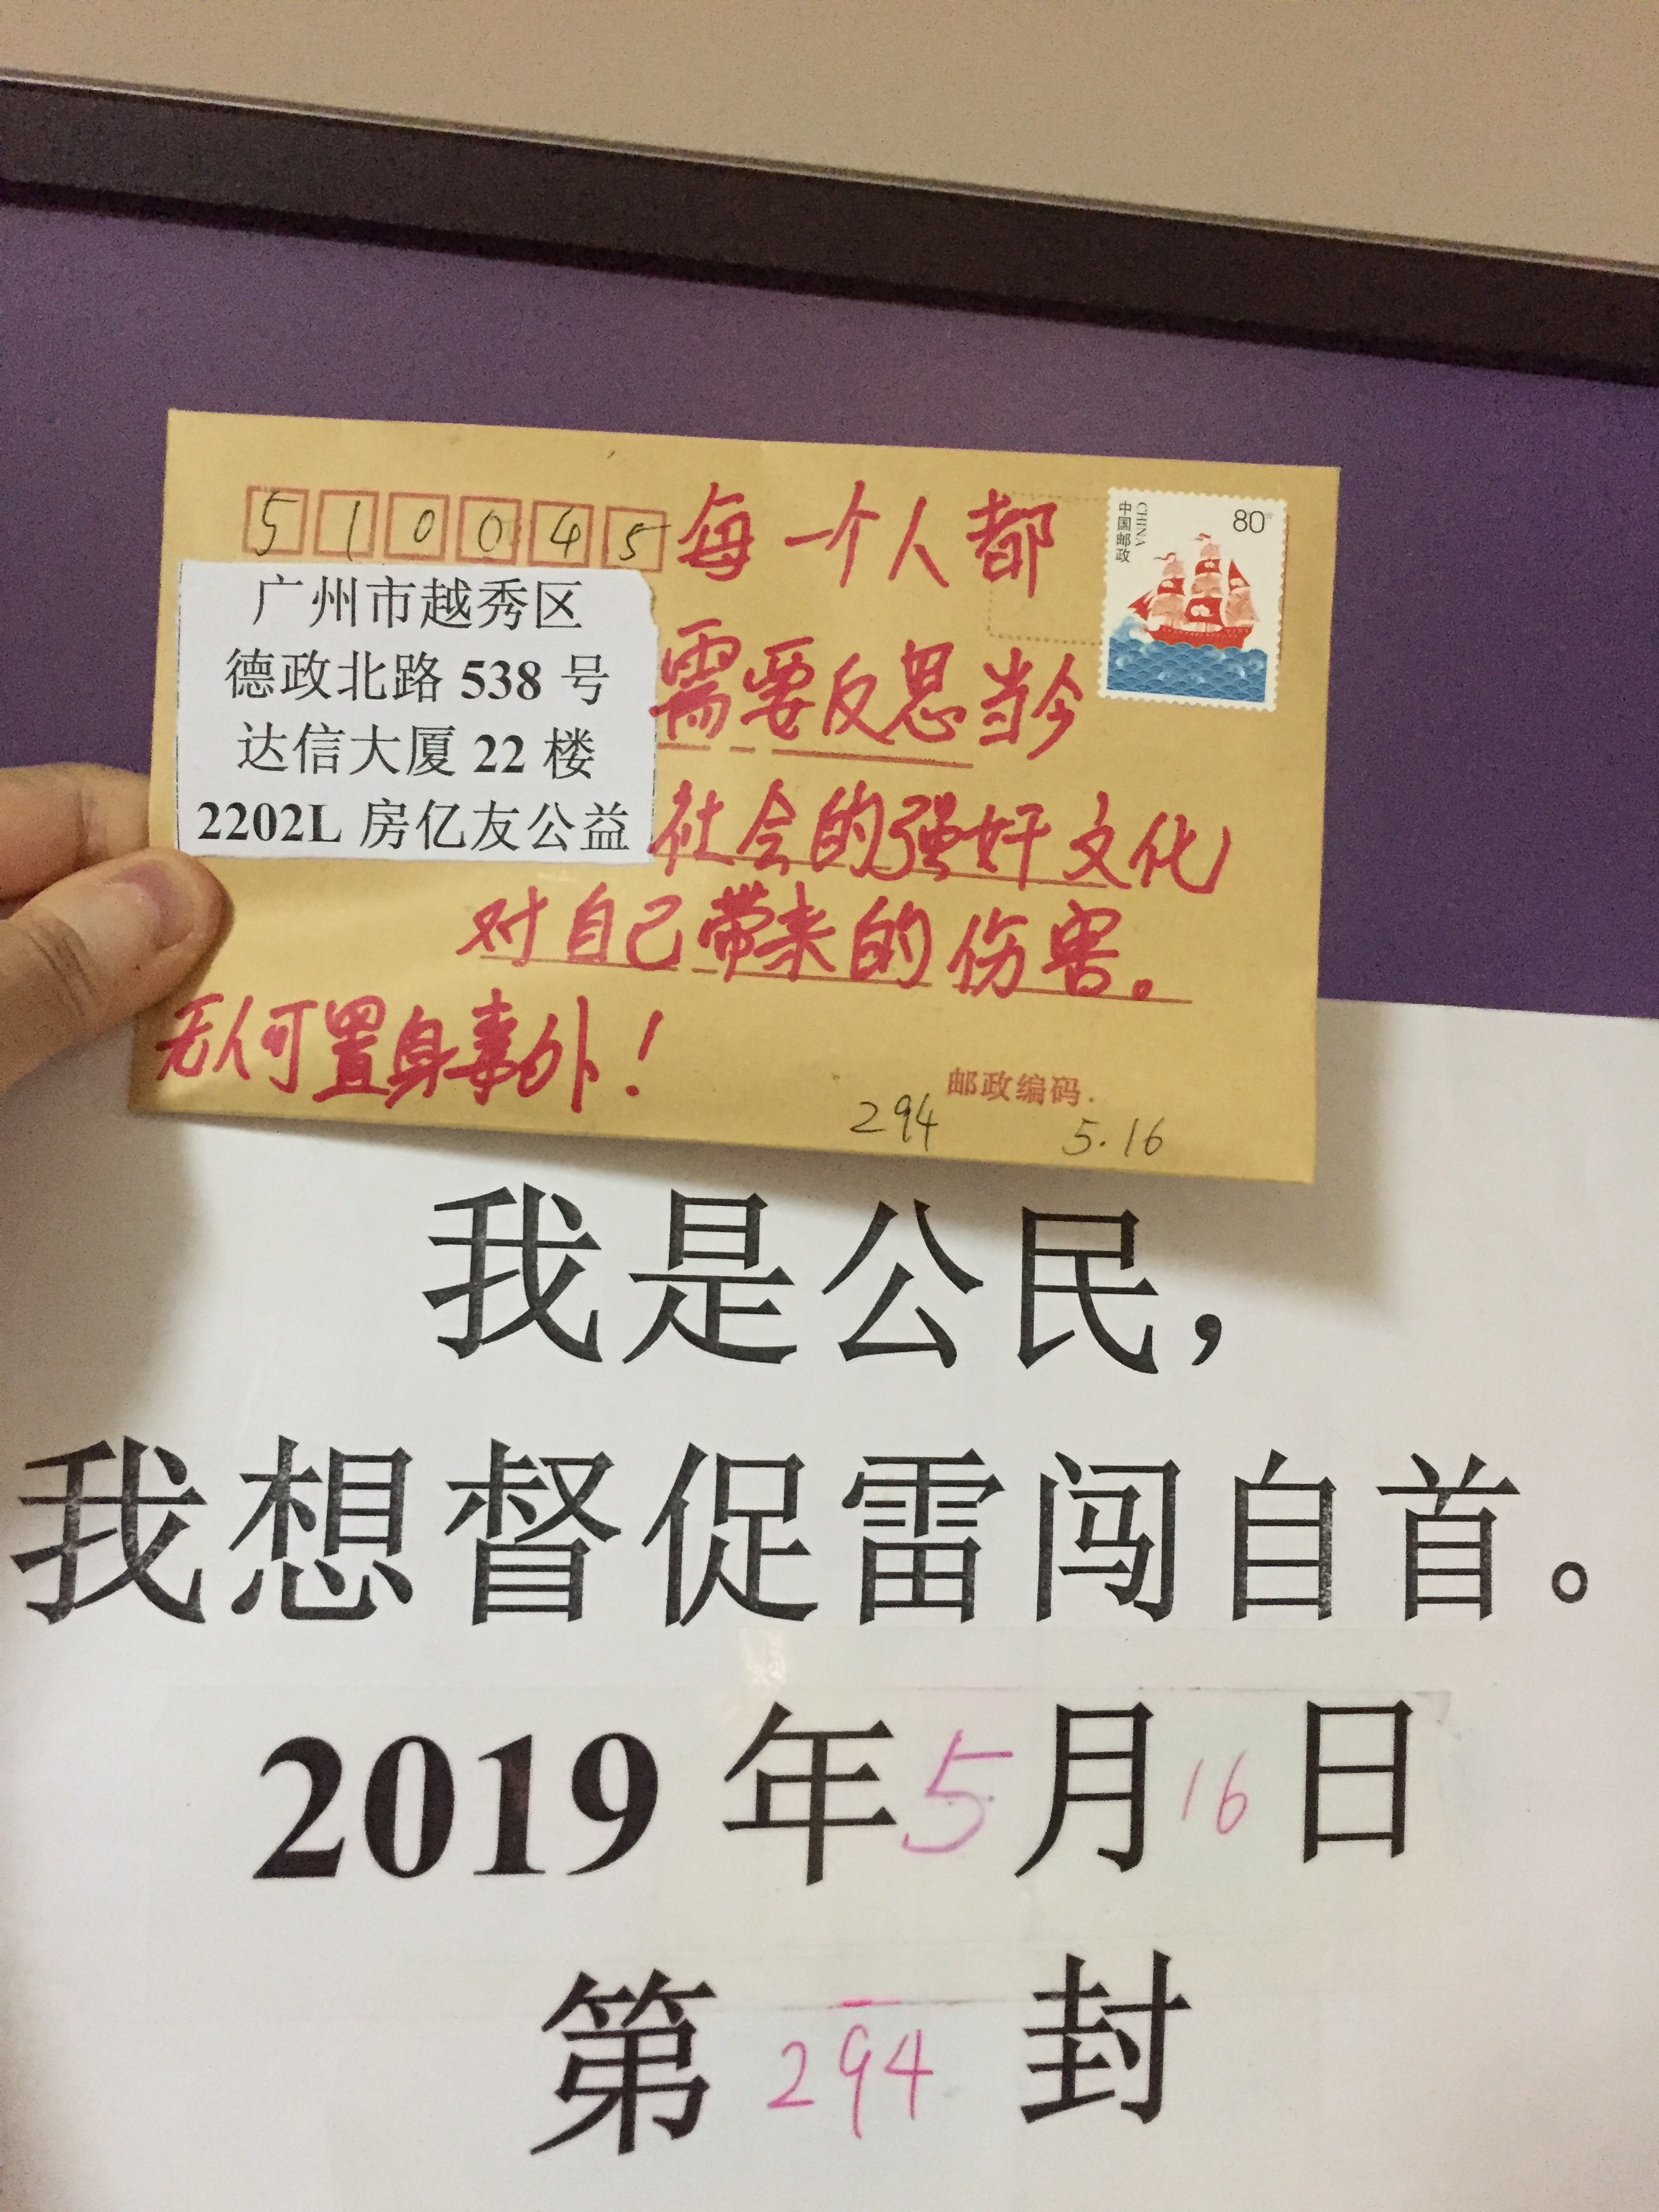 510045
中国邮政
CHINA
80
广州市越秀区
德政北路 538 号
达信大厦 22 楼
2202L 房亿友公益
每一个人都
需要反思当今
社会的强奸文化
对自己带来的伤害。
无人何置身毒外！
邮政编码
294 5.16
我是公民，
我想督促雷闯自首。
2019 年 5 月 16 日
第 294 封